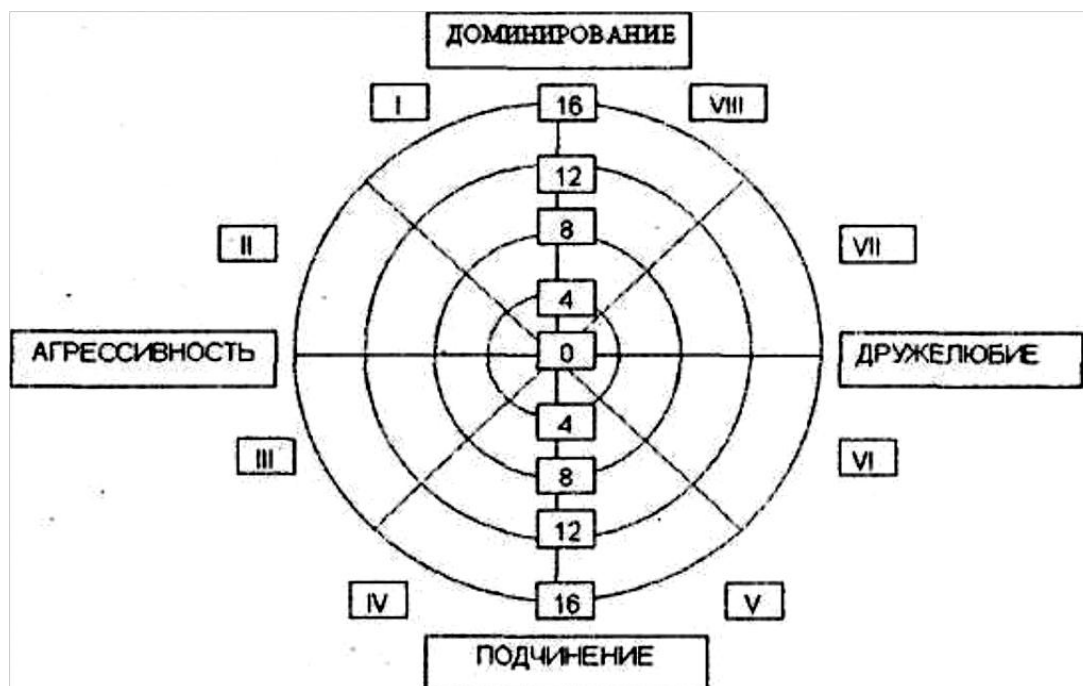 ДОМИНИРОВАНИЕ
I
16
VIII
12
8
II
VII
4
АГРЕССИВНОСТЬ
0
ДРУЖЕЛЮБИЕ
4
III
VI
8
12
IV
16
V
ПОДЧИНЕНИЕ